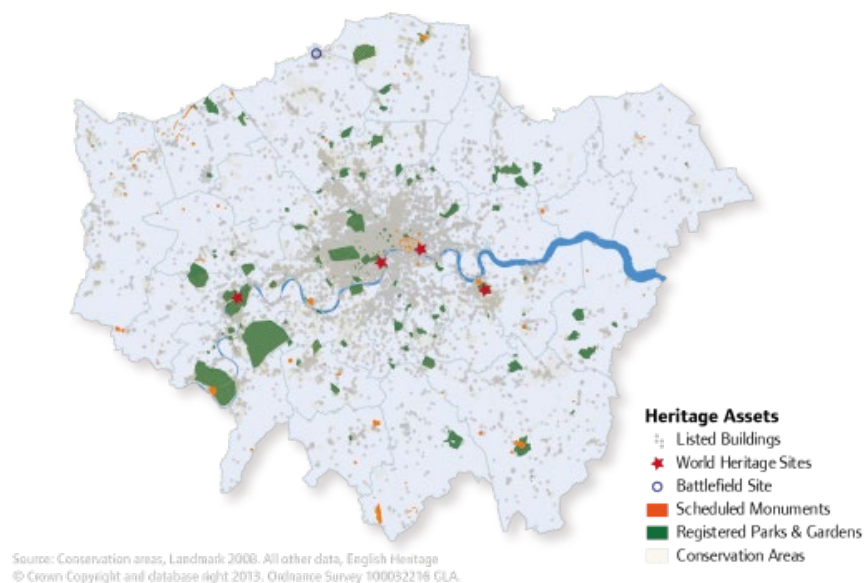 Heritage Assets
Listed Buildings
World Heritage Sites
Battlefield Site
Scheduled Monuments
Registered Parks & Gardens
Conservation Areas
Source: Conservation areas, Landmark 2008. All other data, English Heritage
© Crown Copyright and database right 2013. Ordnance Survey 100032216 GLA.